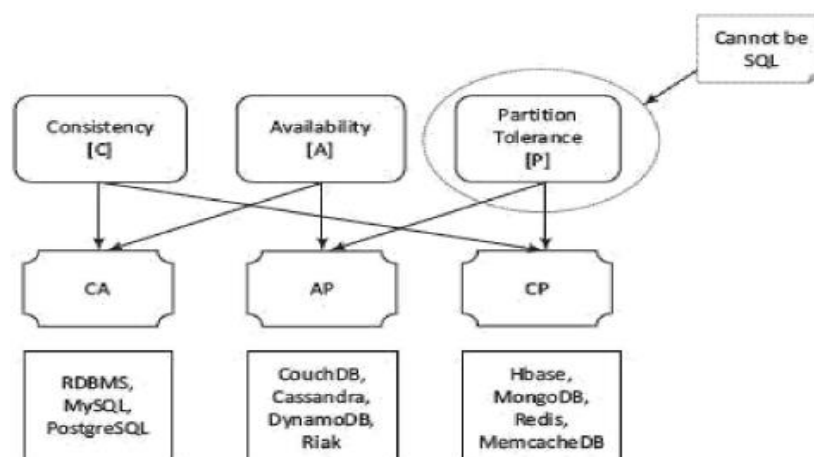 Cannot be
SQL
Consistency
[C]
Availability
[A]
Partition
Tolerance
[P]
CA
AP
CP
RDBMS,
MySQL,
PostgreSQL
CouchDB,
Cassandra,
DynamoDB,
Riak
Hbase,
MongoDB,
Redis,
MemcacheDB